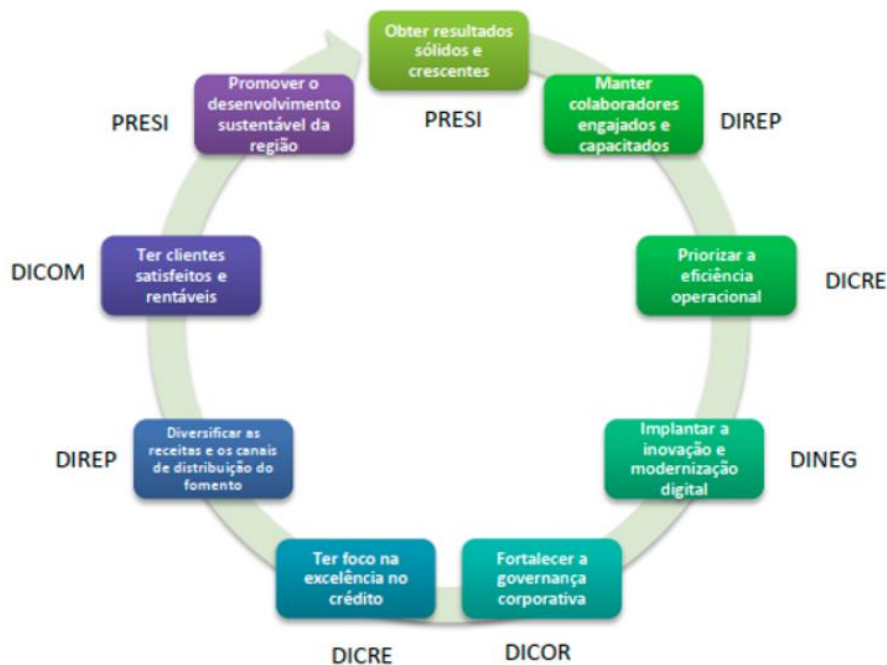 Obter resultados
sólidos e
crescentes
PRESI
Manter
colaboradores
engajados e
capacitados
DIREP
Priorizar a
eficiência
operacional
DICRE
Implantar a
inovação e
modernização
digital
DINEG
Fortalecer a
governança
corporativa
DICOR
Ter foco na
excelência no
crédito
DICRE
Diversificar as
receitas e os canais
de distribuição do
fomento
DIREP
Ter clientes
satisfeitos e
rentáveis
DICOM
Promover o
desenvolvimento
sustentável da
região
PRESI